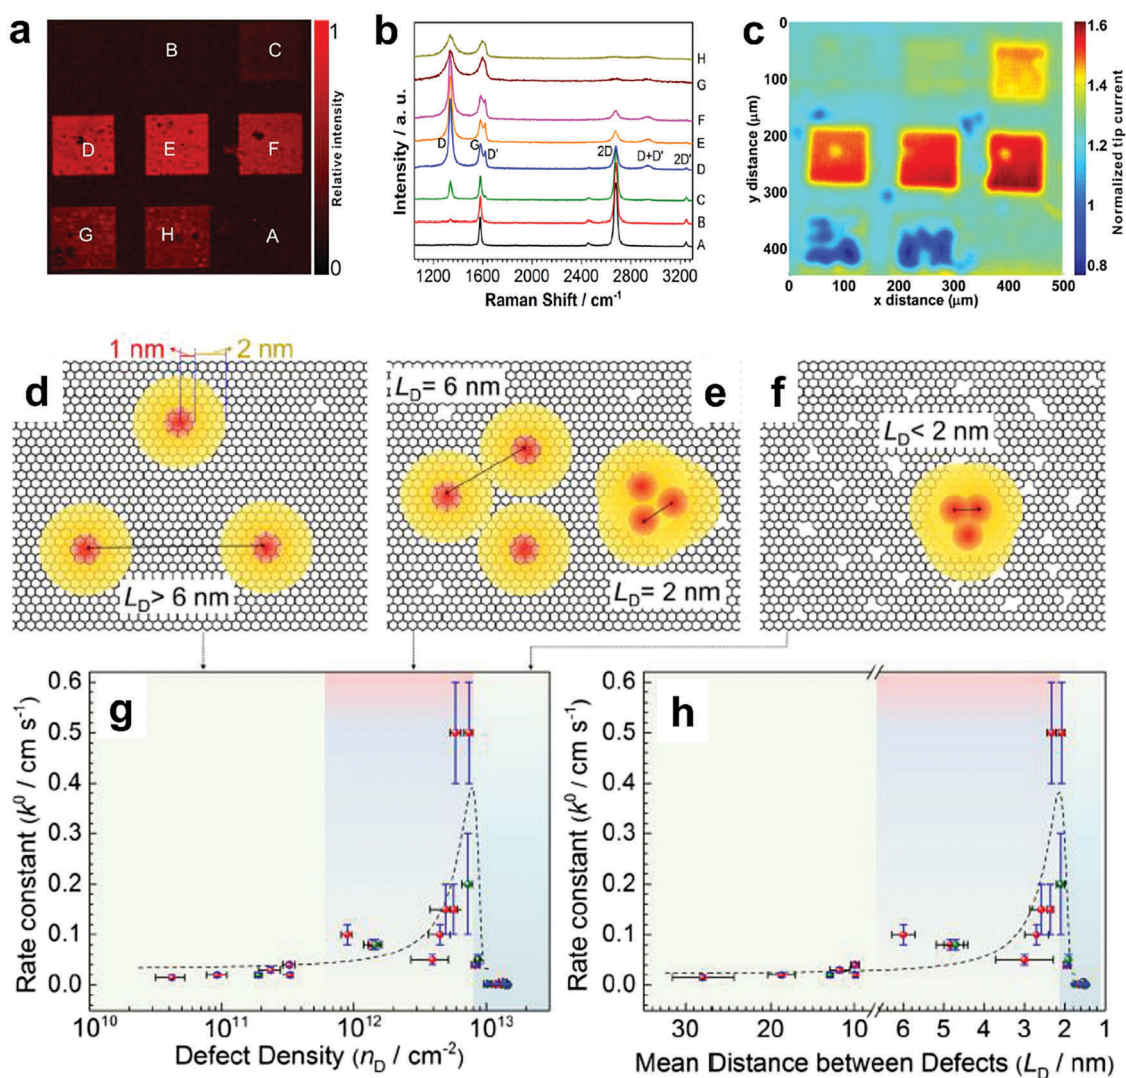 a
B
C
D
E
F
G
H
A
1
Relative intensity
0
b
Intensity / a. u.
H
G
F
E
D
C
B
A
D
G
D'
2D
D+D'
2D'
1200 1600 2000 2400 2800 3200
Raman Shift / cm-1
c
0
100
200
300
400
y distance (µm)
0 100 200 300 400 500
x distance (µm)
1.6
1.4
1.2
1
0.8
Normalized tip current
d
1 nm
2 nm
LD> 6 nm
e
LD= 6 nm
LD= 2 nm
f
LD< 2 nm
g
0.6
0.5
0.4
0.3
0.2
0.1
0.0
Rate constant (k0 / cm s-1)
1010 1011 1012 1013
Defect Density (nD / cm-2)
h
0.6
0.5
0.4
0.3
0.2
0.1
0.0
Rate constant (k0 / cm s-1)
30 20 10 6 5 4 3 2 1
Mean Distance between Defects (LD / nm)